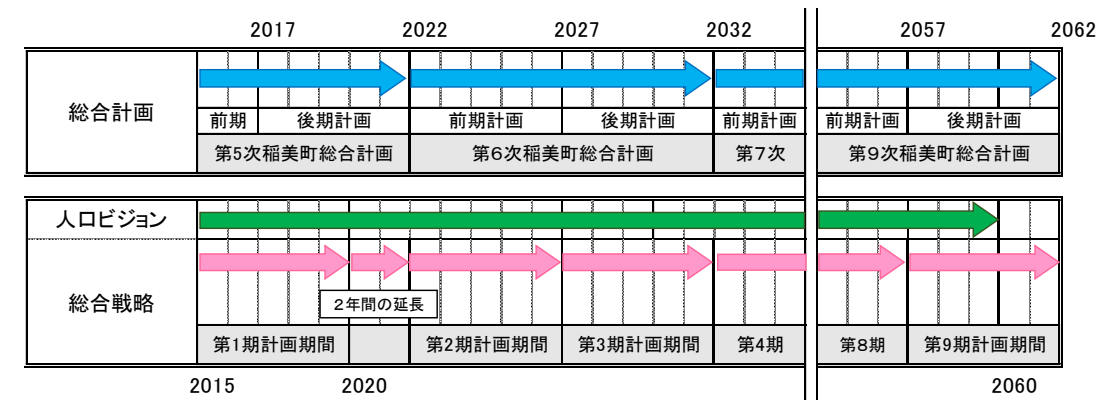 2017 2022 2027 2032 2057 2062
総合計画
前期 後期計画 前期計画 後期計画 前期計画 前期計画 後期計画
第5次稲美町総合計画 第6次稲美町総合計画 第7次 第9次稲美町総合計画
人口ビジョン
総合戦略
2年間の延長
第1期計画期間 第2期計画期間 第3期計画期間 第4期 第8期 第9期計画期間
2015 2020 2060